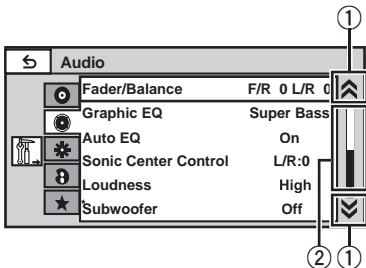 ①
Audio
Fader/Balance F/R 0 L/R 0
Graphic EQ Super Bass
Auto EQ On
Sonic Center Control L/R:0
Loudness High
Subwoofer Off
② ①